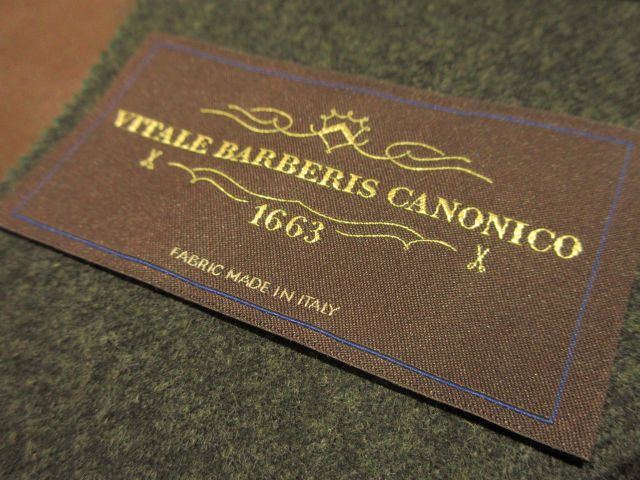 VITALE BARBERIS CANONICO
1663
FABRIC MADE IN ITALY